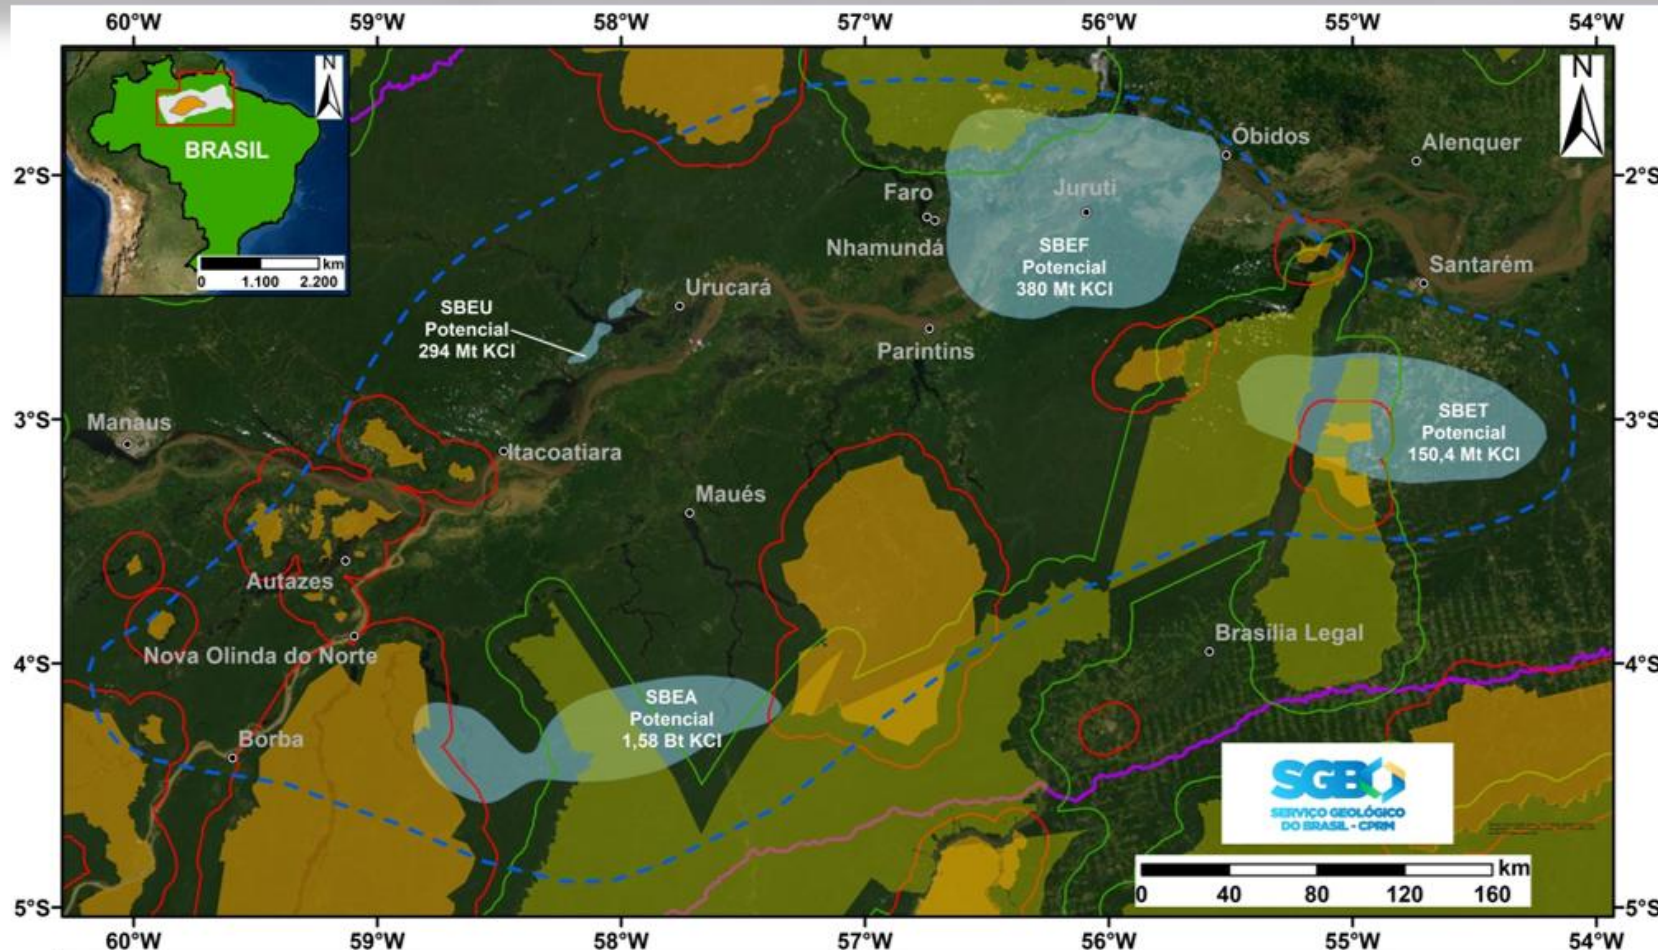 60°W 59°W 58°W 57°W 56°W 55°W 54°W
N
BRASIL
km
0 1.100 2.200
N
Óbidos
Alenquer
2°S
2°S
Faro
Juruti
Nhamundá
SBEF
Potencial
380 Mt KCl
Santarém
Urucará
SBEU
Potencial
294 Mt KCl
Parintins
3°S
3°S
Manaus
Itacoatiara
SBET
Potencial
150,4 Mt KCl
Maués
Autazes
Brasília Legal
Nova Olinda do Norte
4°S
4°S
SBEA
Potencial
1,58 Bt KCl
Borba
SGB
SERVIÇO GEOLÓGICO
DO BRASIL - CPRM
km
0 40 80 120 160
5°S
5°S
60°W 59°W 58°W 57°W 56°W 55°W 54°W